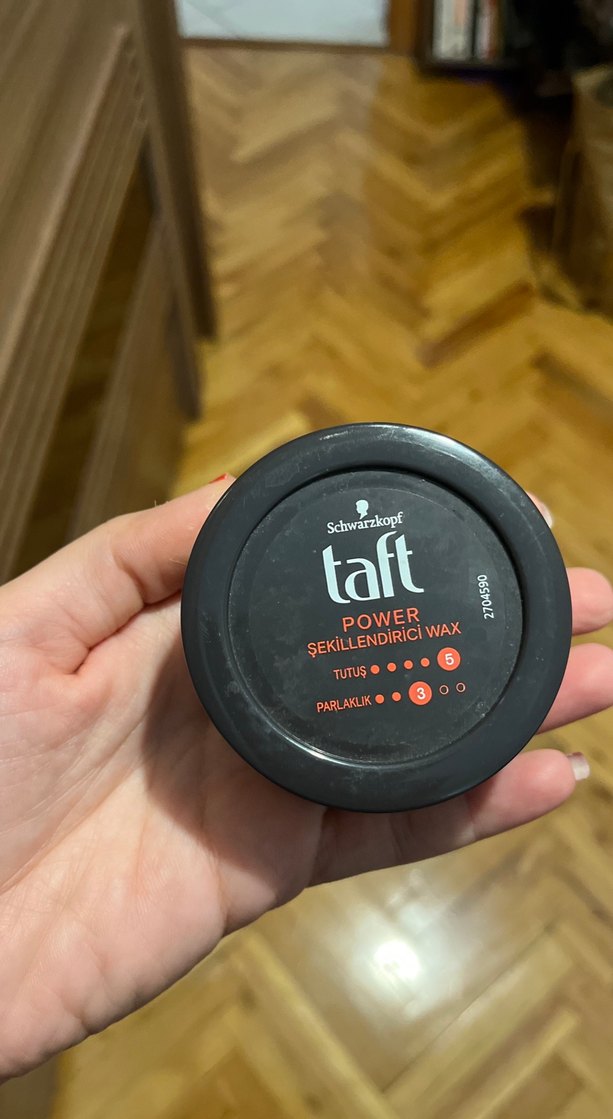 Schwarzkopf
taft
POWER
ŞEKİLLENDİRİCİ WAX
TUTUŞ 5
PARLAKLIK 3
2704590